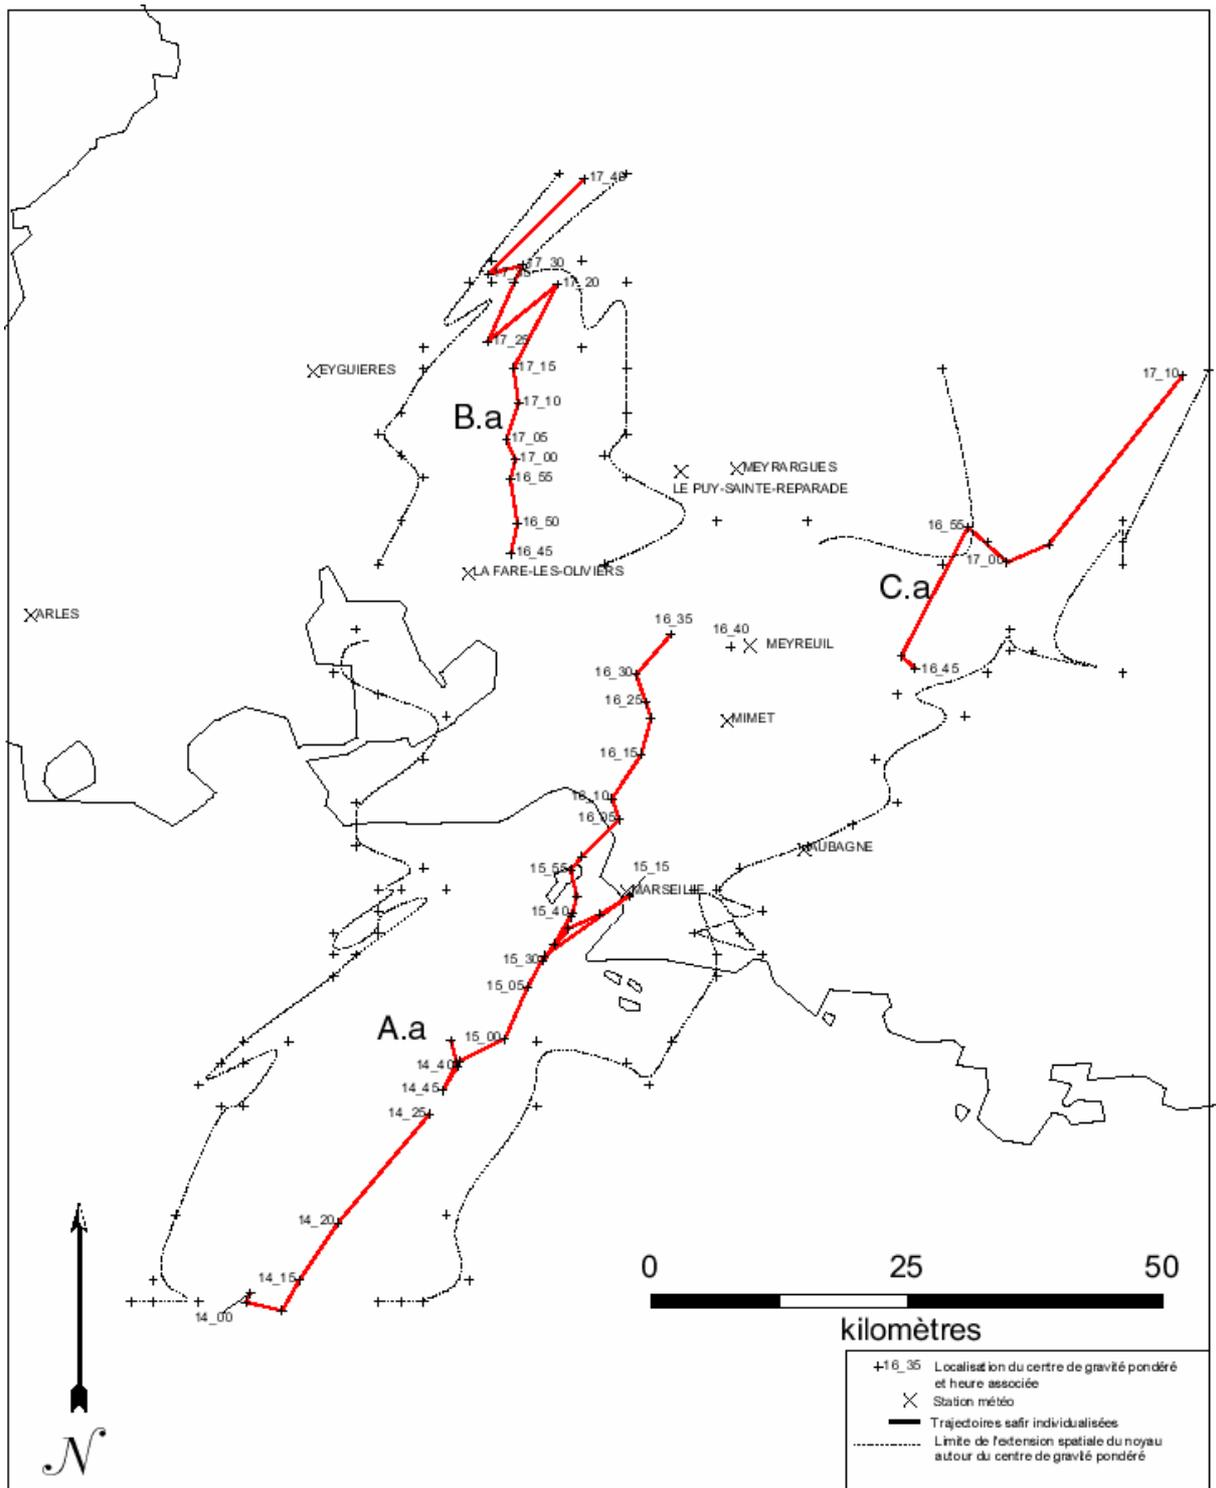 17_40
17_30
17_35
17_20
17_25
EYGUIERES
17_15
17_10
17_10
B.a
17_05
17_00
MEYRARGUES
16_55
LE PUY-SAINTE-REPARADE
16_50
16_55
16_45
17_00
LA FARE-LES-OLIVIERS
C.a
ARLES
16_35
16_40
MEYREUIL
16_30
16_45
16_25
MIMET
16_15
16_10
16_05
AUBAGNE
15_55
15_15
MARSEILLE
15_40
15_30
15_05
A.a
15_00
14_40
14_45
14_25
14_20
14_15
14_00
0 25 50
kilomètres
16_35 Localisation du centre de gravité pondéré
et heure associée
Station météo
Trajectoires safir individualisées
Limite de l'extension spatiale du noyau
autour du centre de gravité pondéré
N